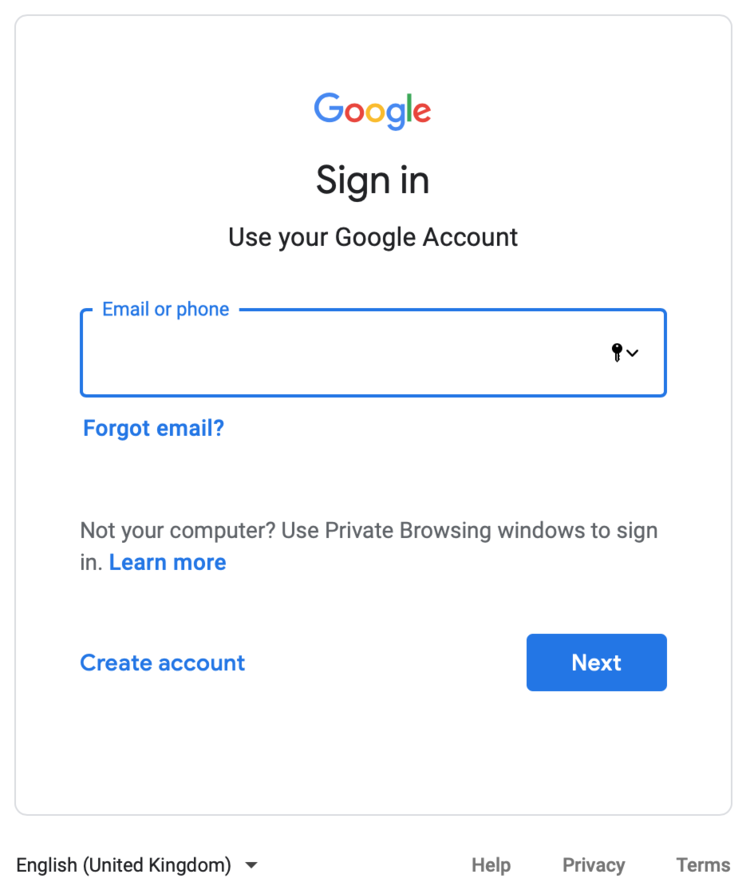 Google
Sign in
Use your Google Account
Email or phone
Forgot email?
Not your computer? Use Private Browsing windows to sign
in. Learn more
Create account
Next
English (United Kingdom)
Help
Privacy
Terms